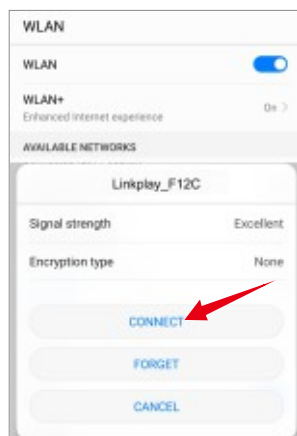 WLAN
WLAN
WLAN+
Enhanced internet experience
On >
AVAILABLE NETWORKS
Linkplay_F12C
Signal strength Excellent
Encryption type None
CONNECT
FORGET
CANCEL